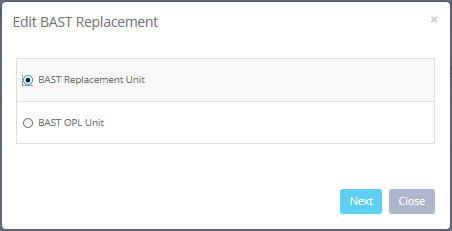 Edit BAST Replacement
×
BAST Replacement Unit
BAST OPL Unit
Next
Close